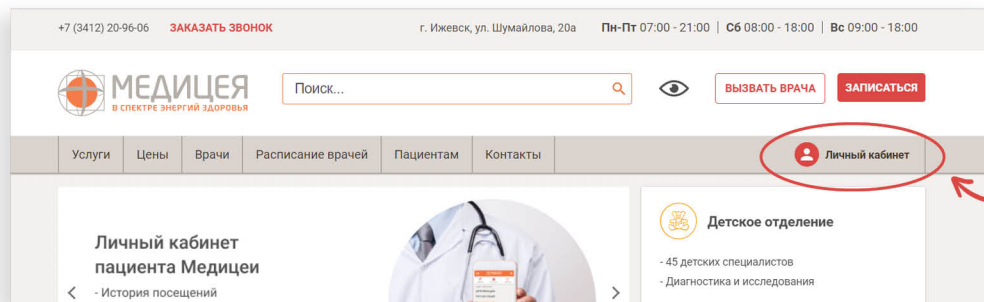 +7 (3412) 20-96-06 ЗАКАЗАТЬ ЗВОНОК г. Ижевск, ул. Шумайлова, 20а Пн-Пт 07:00 - 21:00 | Сб 08:00 - 18:00 | Вс 09:00 - 18:00
МЕДИЦЕЯ
В СПЕКТРЕ ЭНЕРГИЙ ЗДОРОВЬЯ
Поиск...
ВЫЗВАТЬ ВРАЧА
ЗАПИСАТЬСЯ
Услуги Цены Врачи Расписание врачей Пациентам Контакты Личный кабинет
Личный кабинет
пациента Медицеи
- История посещений
Детское отделение
- 45 детских специалистов
- Диагностика и исследования